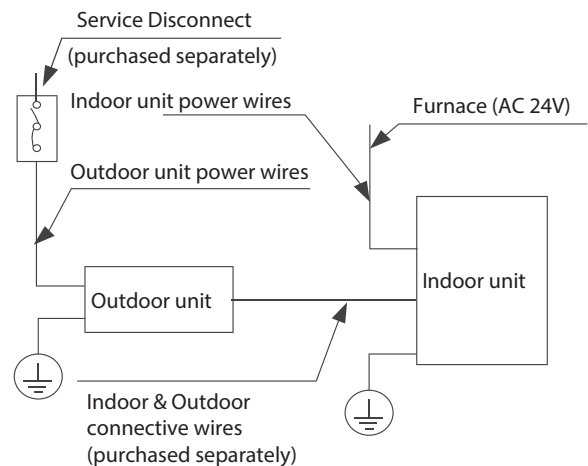 Service Disconnect
(purchased separately)
Indoor unit power wires
Furnace (AC 24V)
Outdoor unit power wires
Outdoor unit
Indoor unit
Indoor & Outdoor
connective wires
(purchased separately)